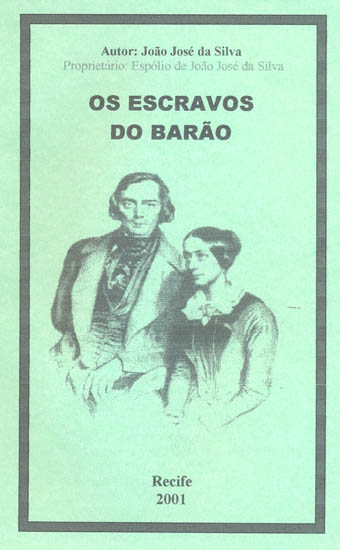 Autor: João José da Silva
Proprietário: Espólio de João José da Silva
OS ESCRAVOS
DO BARÃO
Recife
2001